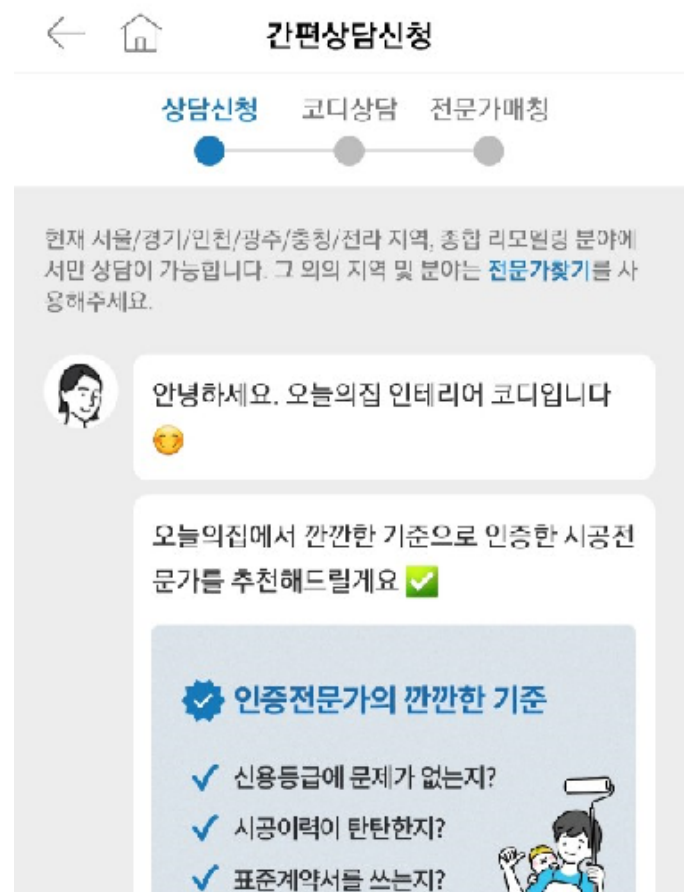 간편상담신청
상담신청 코디상담 전문가매칭
현재 서울/경기/인천/광주/충청/전라 지역, 종합 리모델링 분야에
서만 상담이 가능합니다. 그 외의 지역 및 분야는 전문가찾기를 사
용해주세요.
안녕하세요. 오늘의집 인테리어 코디입니다
오늘의집에서 깐깐한 기준으로 인증한 시공전
문가를 추천해드릴게요
인증전문가의 깐깐한 기준
신용등급에 문제가 없는지?
시공이력이 탄탄한지?
표준계약서를 쓰는지?